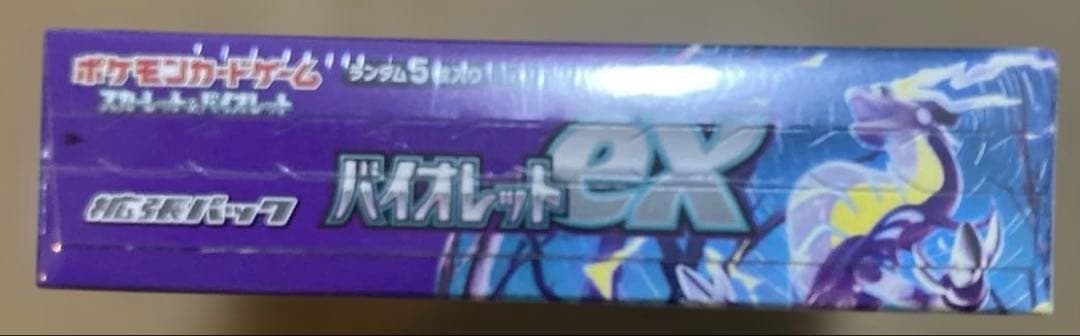 ポケモンカードゲーム
スカーレット&バイオレット
ランダム5枚入り
拡張パック
バイオレットex